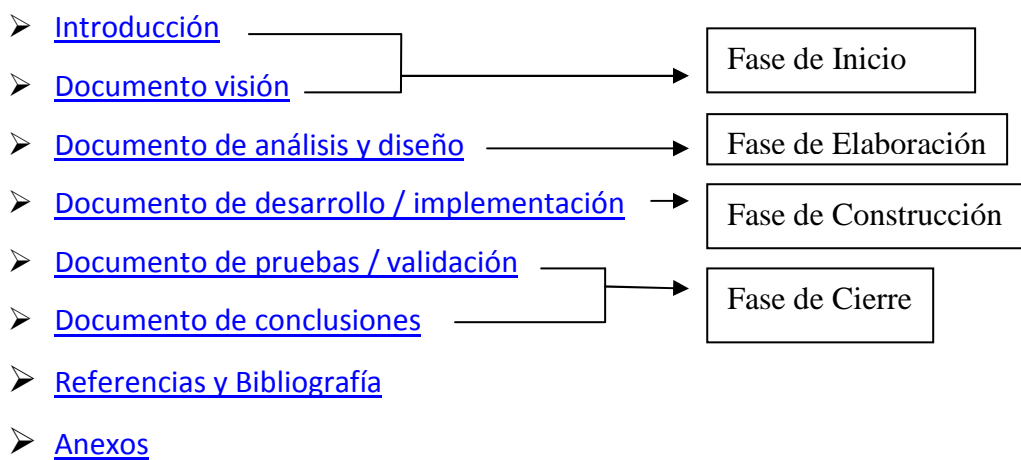 Introducción
Fase de Inicio
Documento visión
Documento de análisis y diseño
Fase de Elaboración
Documento de desarrollo / implementación
Fase de Construcción
Documento de pruebas / validación
Fase de Cierre
Documento de conclusiones
Referencias y Bibliografía
Anexos